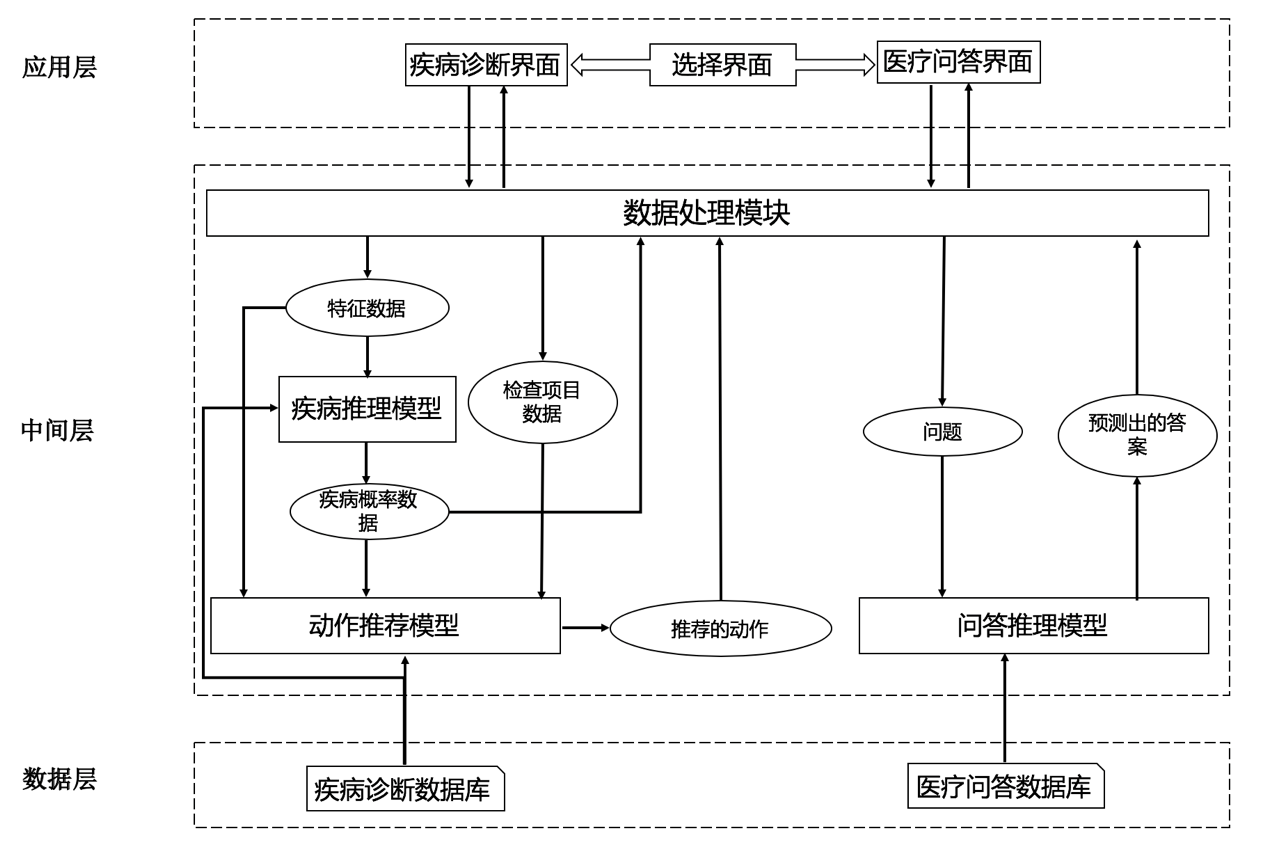 应用层
疾病诊断界面
选择界面
医疗问答界面
中间层
数据处理模块
特征数据
疾病推理模型
检查项目
数据
问题
预测出的答
案
疾病概率数
据
动作推荐模型
推荐的动作
问答推理模型
数据层
疾病诊断数据库
医疗问答数据库